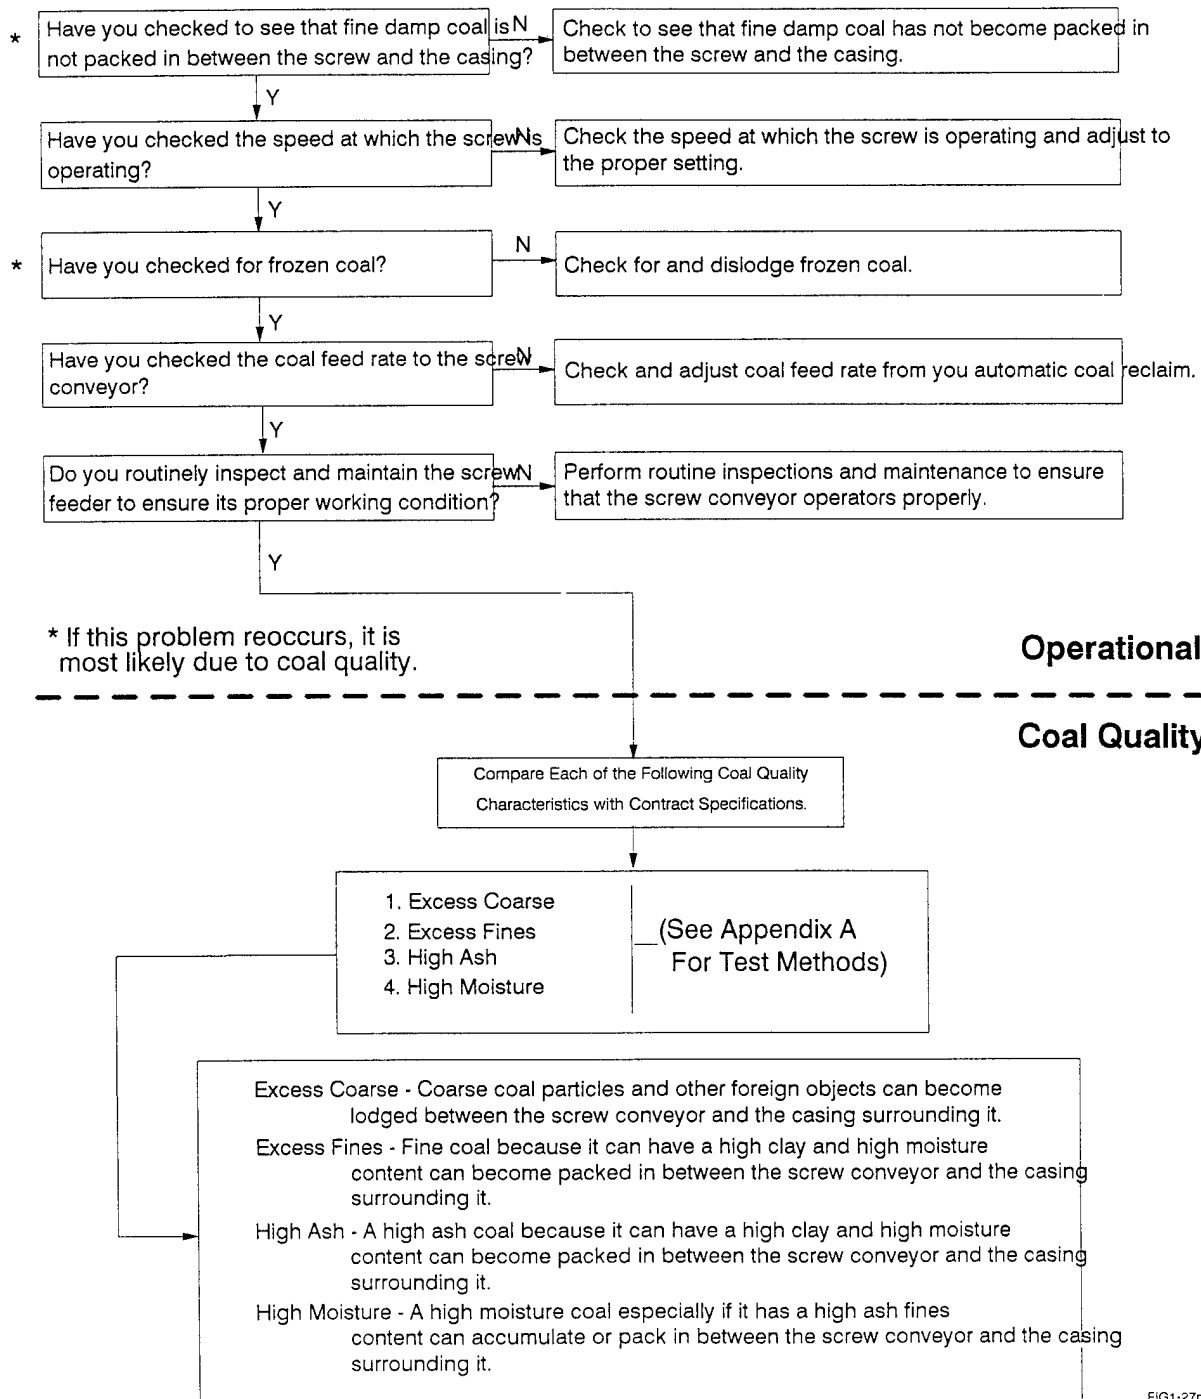 * Have you checked to see that fine damp coal is
not packed in between the screw and the casing?
N
Check to see that fine damp coal has not become packed in
between the screw and the casing.
Y
Have you checked the speed at which the screw is
operating?
N
Check the speed at which the screw is operating and adjust to
the proper setting.
Y
* Have you checked for frozen coal?
N
Check for and dislodge frozen coal.
Y
Have you checked the coal feed rate to the screw
conveyor?
N
Check and adjust coal feed rate from you automatic coal reclaim.
Y
Do you routinely inspect and maintain the screw
feeder to ensure its proper working condition?
N
Perform routine inspections and maintenance to ensure
that the screw conveyor operators properly.
Y
* If this problem reoccurs, it is
most likely due to coal quality.
Operational
Coal Quality
Compare Each of the Following Coal Quality
Characteristics with Contract Specifications.
1. Excess Coarse
2. Excess Fines
3. High Ash
4. High Moisture
(See Appendix A
For Test Methods)
Excess Coarse - Coarse coal particles and other foreign objects can become
lodged between the screw conveyor and the casing surrounding it.
Excess Fines - Fine coal because it can have a high clay and high moisture
content can become packed in between the screw conveyor and the casing
surrounding it.
High Ash - A high ash coal because it can have a high clay and high moisture
content can become packed in between the screw conveyor and the casing
surrounding it.
High Moisture - A high moisture coal especially if it has a high ash fines
content can accumulate or pack in between the screw conveyor and the casing
surrounding it.